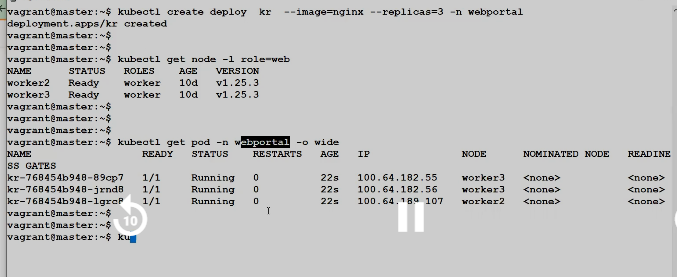 vagrant@master:~$ kubectl create deploy kr --image=nginx --replicas=3 -n webportal
deployment.apps/kr created
vagrant@master:~$
vagrant@master:~$
vagrant@master:~$ kubectl get node -l role=web
NAME STATUS ROLES AGE VERSION
worker2 Ready worker 10d v1.25.3
worker3 Ready worker 10d v1.25.3
vagrant@master:~$
vagrant@master:~$
vagrant@master:~$
vagrant@master:~$ kubectl get pod -n webportal -o wide
NAME READY STATUS RESTARTS AGE IP NODE NOMINATED NODE READINE
SS GATES
kr-768454b948-89cp7 1/1 Running 0 22s 100.64.182.55 worker3 <none> <none>
kr-768454b948-jrnd8 1/1 Running 0 22s 100.64.182.56 worker3 <none> <none>
kr-768454b948-lgrc8 1/1 Running 0 22s 100.64.189.107 worker2 <none> <none>
vagrant@master:~$
vagrant@master:~$
vagrant@master:~$ ku
10